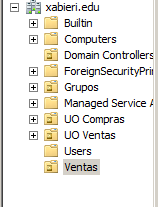 xabieri.edu
Builtin
Computers
Domain Controllers
ForeignSecurityPri
Grupos
Managed Service A
UO Compras
UO Ventas
Users
Ventas